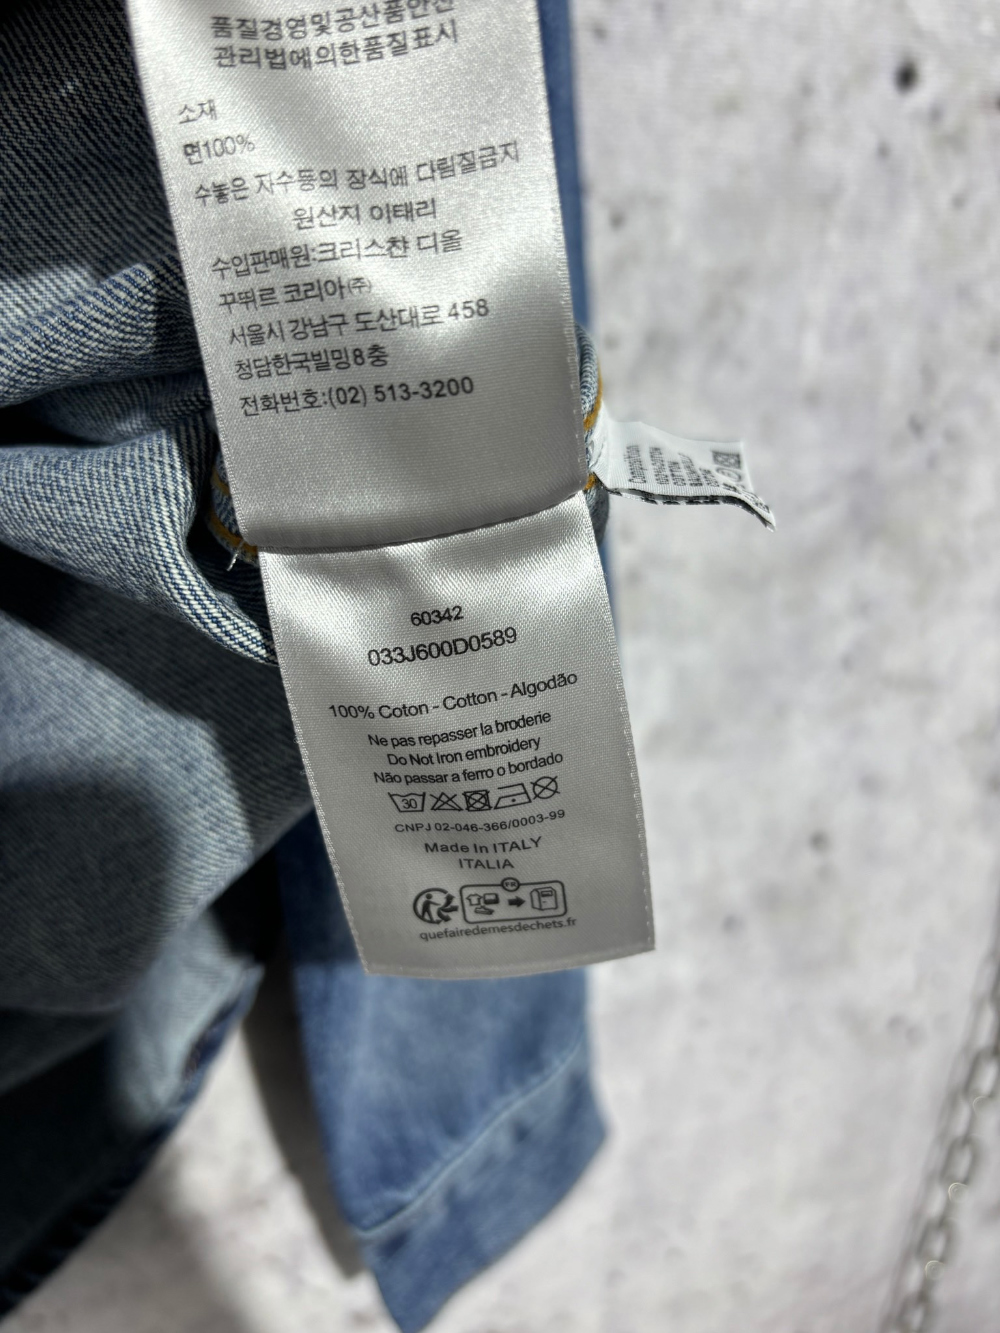 품질경영및공산품안전
관리법에의한품질표시
소재
면100%
수놓은 자수등의 장식에 다림질금지
원산지 이태리
수입판매원:크리스챤 디올
꾸뛰르 코리아(주)
서울시 강남구 도산대로 458
청담한국빌딩8층
전화번호:(02) 513-3200
60342
033J600D0589
100% Coton - Cotton - Algodão
Ne pas repasser la broderie
Do Not Iron embroidery
Não passar a ferro o bordado
30
CNPJ 02-046-366/0003-99
Made In ITALY
ITALIA
FR
quefairedemesdechets.fr
Composition